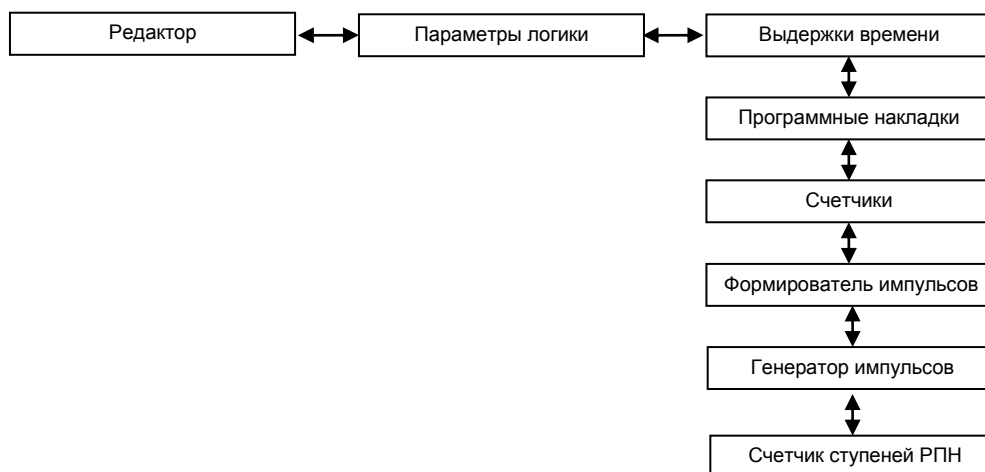 Редактор
Параметры логики
Выдержки времени
Программные накладки
Счетчики
Формирователь импульсов
Генератор импульсов
Счетчик ступеней РПН